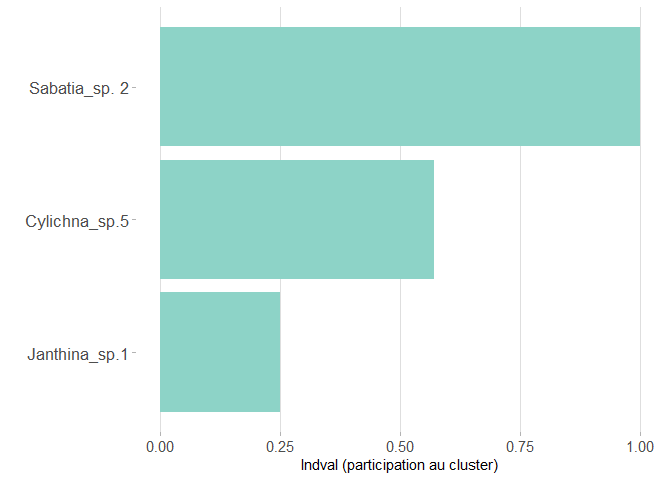 Sabatia_sp. 2
Cylichna_sp.5
Janthina_sp.1
0.00 0.25 0.50 0.75 1.00
Indval (participation au cluster)